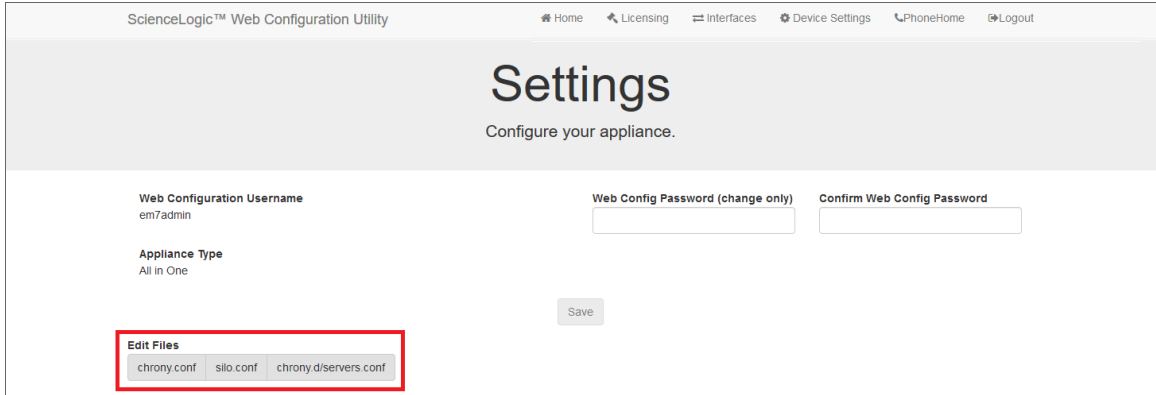 ScienceLogic™ Web Configuration Utility Home Licensing Interfaces Device Settings PhoneHome Logout
Settings
Configure your appliance.
Web Configuration Username Web Config Password (change only) Confirm Web Config Password
em7admin
Appliance Type
All in One
Save
Edit Files
chrony.conf silo.conf chrony.d/servers.conf